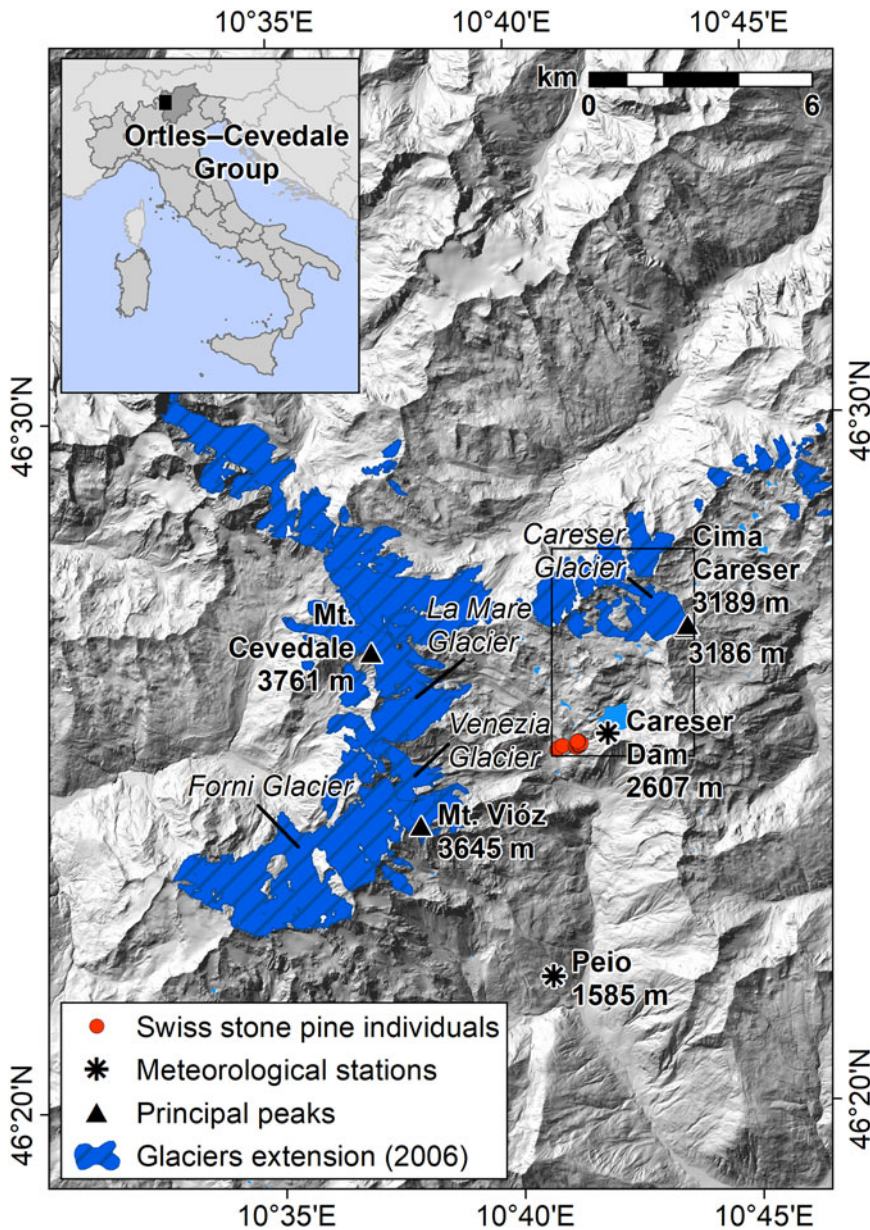 10°35'E
10°40'E
10°45'E
km
0
6
Ortles–Cevedale
Group
46°30'N
46°30'N
Careser
Glacier
Cima
Careser
3189 m
3186 m
La Mare
Glacier
Mt.
Cevedale
3761 m
Venezia
Glacier
Careser
Dam
2607 m
Forni Glacier
Mt. Vióz
3645 m
Peio
1585 m
Swiss stone pine individuals
Meteorological stations
Principal peaks
Glaciers extension (2006)
46°20'N
46°20'N
10°35'E
10°40'E
10°45'E